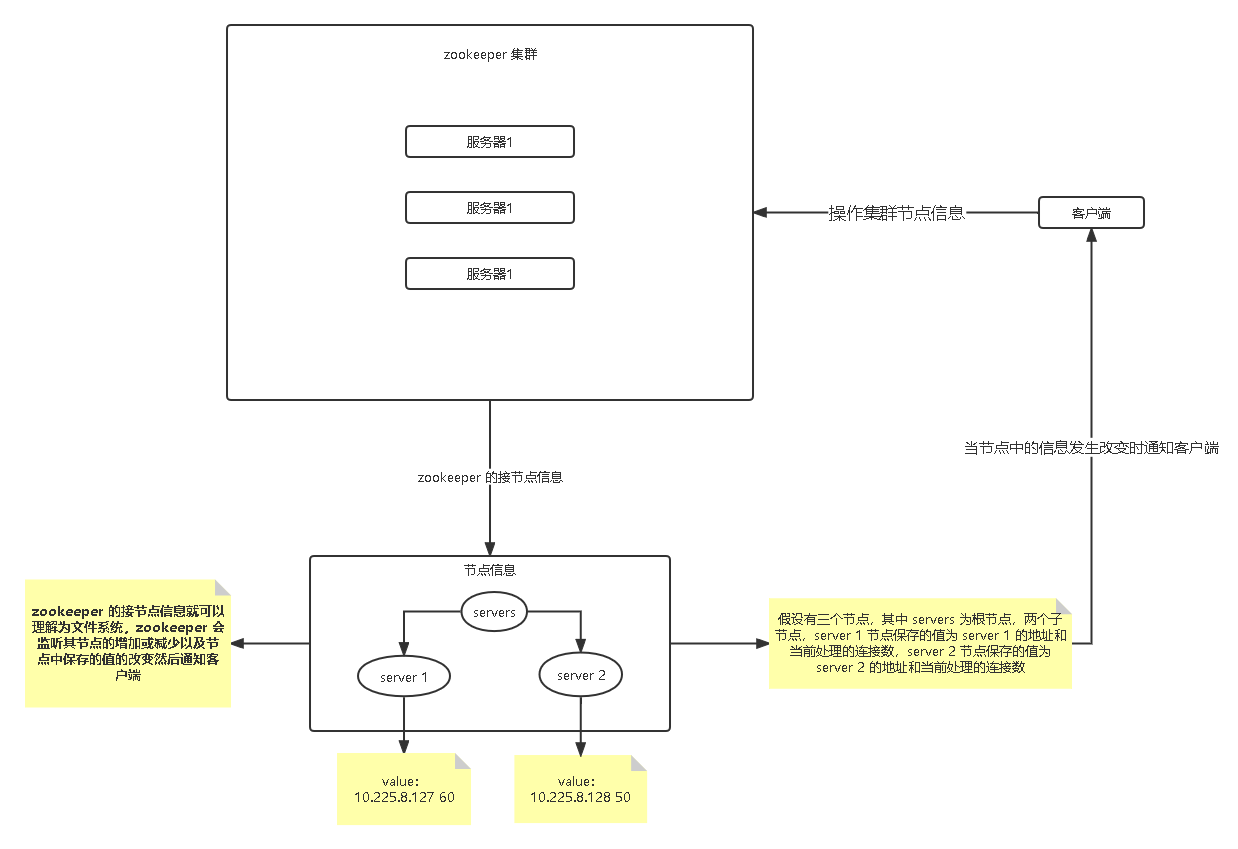 zookeeper 集群
服务器1
服务器1
服务器1
操作集群节点信息
客户端
当节点中的信息发生改变时通知客户端
zookeeper 的接节点信息
节点信息
servers
server 1
server 2
zookeeper 的接节点信息就可以
理解为文件系统，zookeeper 会
监听其节点的增加或减少以及节
点中保存的值的改变然后通知客
户端
假设有三个节点，其中 servers 为根节点，两个子
节点，server 1 节点保存的值为 server 1 的地址和
当前处理的连接数，server 2 节点保存的值为
server 2 的地址和当前处理的连接数
value：
10.225.8.127 60
value：
10.225.8.128 50